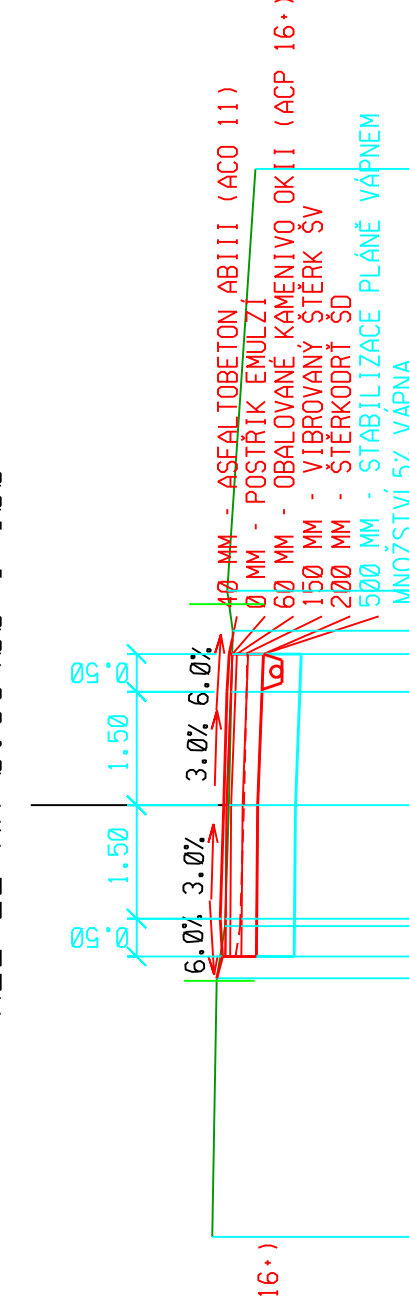 40 MM - ASFALTOBETON ABIII (ACO 11)
0 MM - POSTŘIK EMULZÍ
60 MM - OBALOVANÉ KAMENIVO OKII (ACP 16+)
150 MM - VIBROVANÝ ŠTĚRK ŠV
200 MM - ŠTĚRKODRŤ ŠD
500 MM - STABILIZACE PLÁNĚ VÁPNEM
MNOŽSTVÍ 5% VÁPNA
0.50
1.50
1.50
0.50
6.0% 3.0%
3.0% 6.0%
16+)